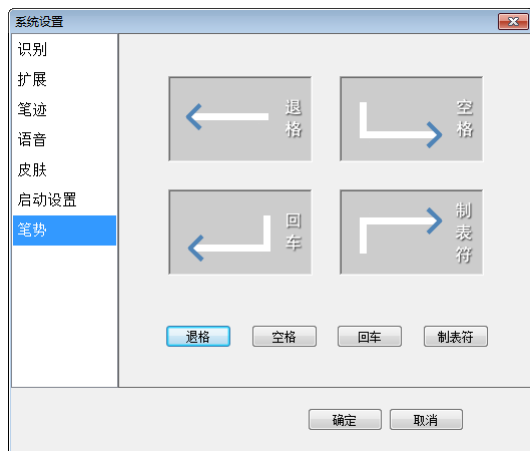 系统设置
识别
扩展
笔迹
语音
皮肤
启动设置
笔势
退格
空格
回车
制表符
退格
空格
回车
制表符
确定
取消